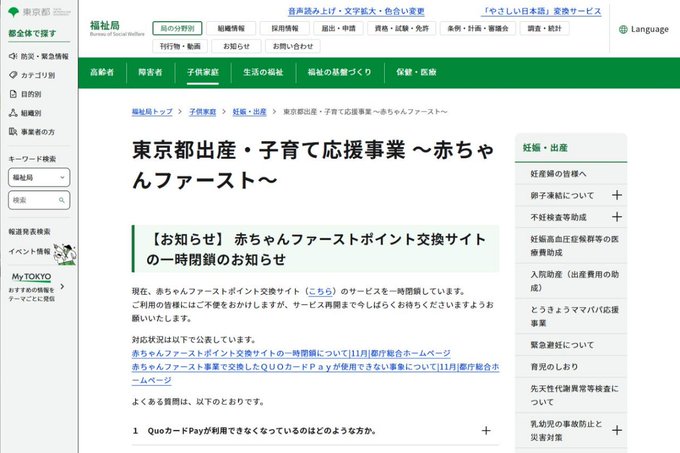 東京都
都全体で探す
防災・緊急情報
カテゴリ別
目的別
組織別
事業者の方
キーワード検索
福祉局
検索
報道発表検索
イベント情報
My TOKYO
おすすめの情報を
テーマごとに発信
音声読み上げ・文字拡大・色合い変更
「やさしい日本語」変換サービス
福祉局
Bureau of Social Welfare
局の分野別
組織情報
採用情報
届出・申請
資格・試験・免許
条例・計画・審議会
調査・統計
刊行物・動画
お知らせ
お問い合わせ
Language
高齢者
障害者
子供家庭
生活の福祉
福祉の基盤づくり
保健・医療
福祉局トップ > 子供家庭 > 妊娠・出産 > 東京都出産・子育て応援事業 ～赤ちゃんファースト～
東京都出産・子育て応援事業 ～赤ちゃ
んファースト～
【お知らせ】 赤ちゃんファーストポイント交換サイト
の一時閉鎖のお知らせ
現在、赤ちゃんファーストポイント交換サイト（こちら）のサービスを一時閉鎖しています。
ご利用の皆様にはご不便をおかけしますが、サービス再開まで今しばらくお待ちくださいますようお
願いいたします。
対応状況は以下で公表しています。
赤ちゃんファーストポイント交換サイトの一時閉鎖について|11月|都庁総合ホームページ
赤ちゃんファースト事業で交換したＱＵＯカードＰａｙが使用できない事象について|11月|都庁総合ホ
ームページ
よくある質問は、以下のとおりです。
1 QuoカードPayが利用できなくなっているのはどのような方か。
妊娠・出産
妊産婦の皆様へ
卵子凍結について
不妊検査等助成
妊娠高血圧症候群等の医
療費助成
入院助産（出産費用の助
成）
とうきょうママパパ応援
事業
緊急避妊について
育児のしおり
先天性代謝異常等検査に
ついて
乳幼児の事故防止と
災害対策